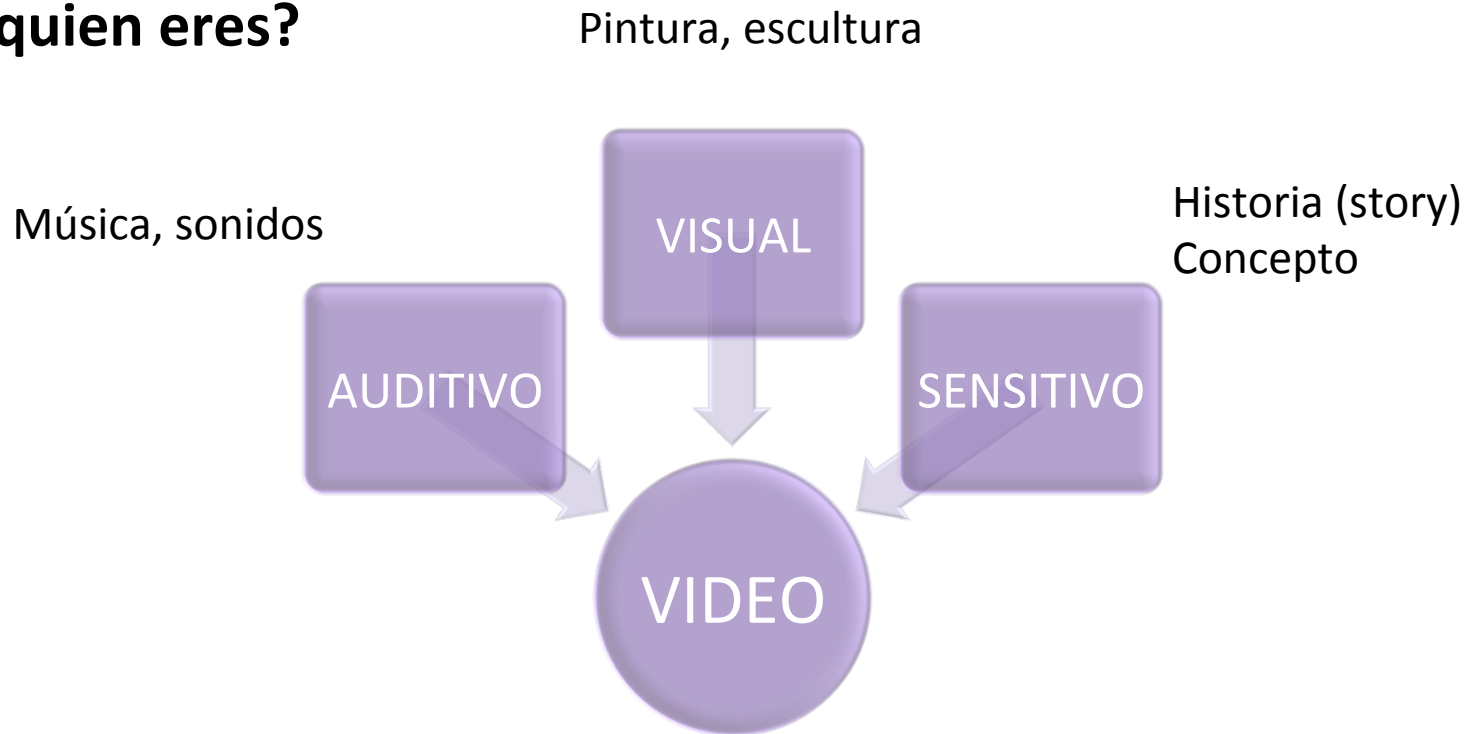 quien eres?
Pintura, escultura
Música, sonidos
VISUAL
Historia (story)
Concepto
AUDITIVO
SENSITIVO
VIDEO